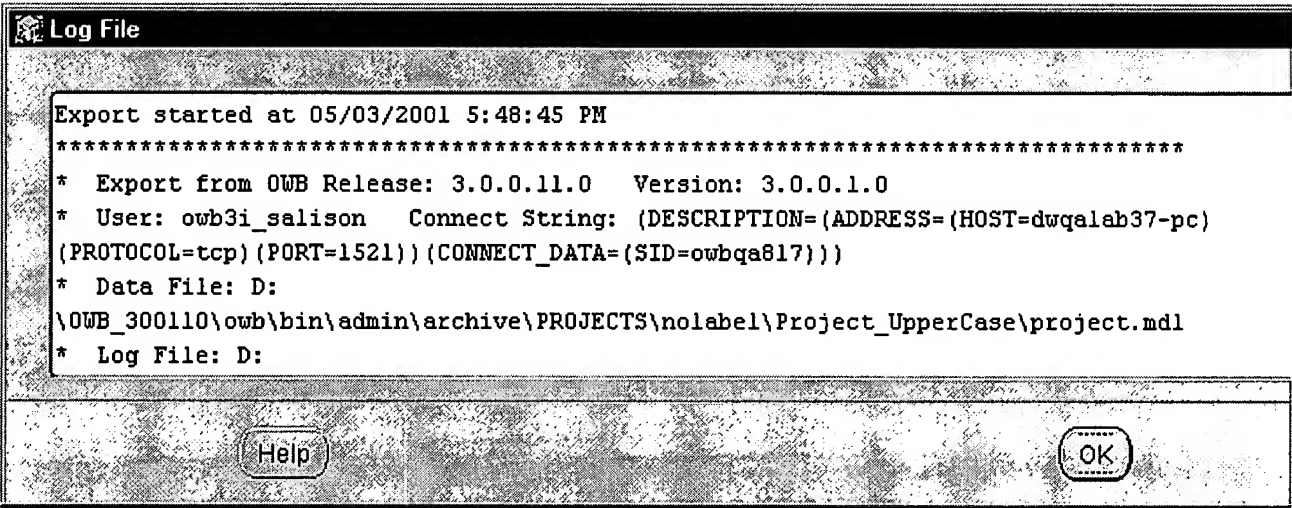 Log File
Export started at 05/03/2001 5:48:45 PM
********************************************************************************
*  Export from OWB Release: 3.0.0.11.0   Version: 3.0.0.1.0
*  User: owb3i_salison   Connect String: (DESCRIPTION=(ADDRESS=(HOST=dwqalab37-pc)
(PROTOCOL=tcp)(PORT=1521))(CONNECT_DATA=(SID=owbqa817)))
*  Data File: D:
\OWB_300110\owb\bin\admin\archive\PROJECTS\nolabel\Project_UpperCase\project.mdl
*  Log File: D:
Help OK